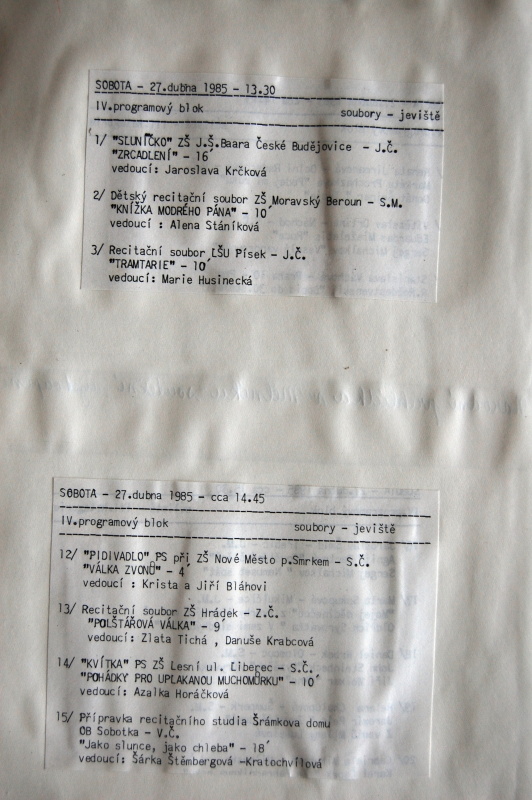 SOBOTA - 27.dubna 1985 - 13.30
IV.programový blok soubory - jeviště
1/ "SLUNÍČKO" ZŠ J.Š.Baara České Budějovice - J.Č.
"ZRCADLENÍ" - 16´
vedoucí: Jaroslava Krčková
2/ Dětský recitační soubor ZŠ Moravský Beroun - S.M.
"KNÍŽKA MODRÉHO PÁNA" - 10´
vedoucí : Alena Stáníková
3/ Recitační soubor LŠU Písek - J.Č.
"TRAMTARIE" - 10´
vedoucí: Marie Husinecká
SOBOTA - 27.dubna 1985 - cca 14.45
IV.programový blok soubory - jeviště
12/ "PIDIVADLO" PS při ZŠ Nové Město p.Smrkem - S.Č.
"VÁLKA ZVONŮ" - 4´
vedoucí : Krista a Jiří Bláhovi
13/ Recitační soubor ZŠ Hrádek - Z.Č.
"POLŠTÁŘOVÁ VÁLKA" - 9´
vedoucí: Zlata Tichá , Danuše Krabcová
14/ "KVÍTKA" PS ZŠ Lesní ul. Liberec - S.Č.
"POHÁDKY PRO UPLAKANOU MUCHOMŮRKU" - 10´
vedoucí: Azalka Horáčková
15/ Přípravka recitačního studia Šrámkova domu
OB Sobotka - V.Č.
"Jako slunce, jako chleba" - 18´
vedoucí: Šárka Štěmbergová -Kratochvílová